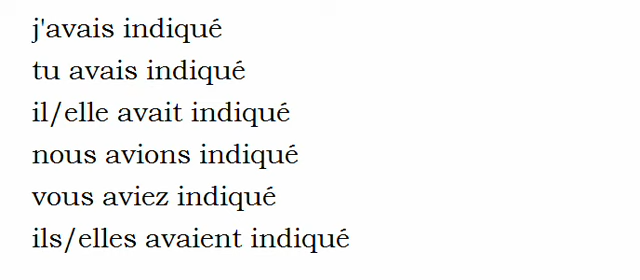 j'avais indiqué
tu avais indiqué
il/elle avait indiqué
nous avions indiqué
vous aviez indiqué
ils/elles avaient indiqué